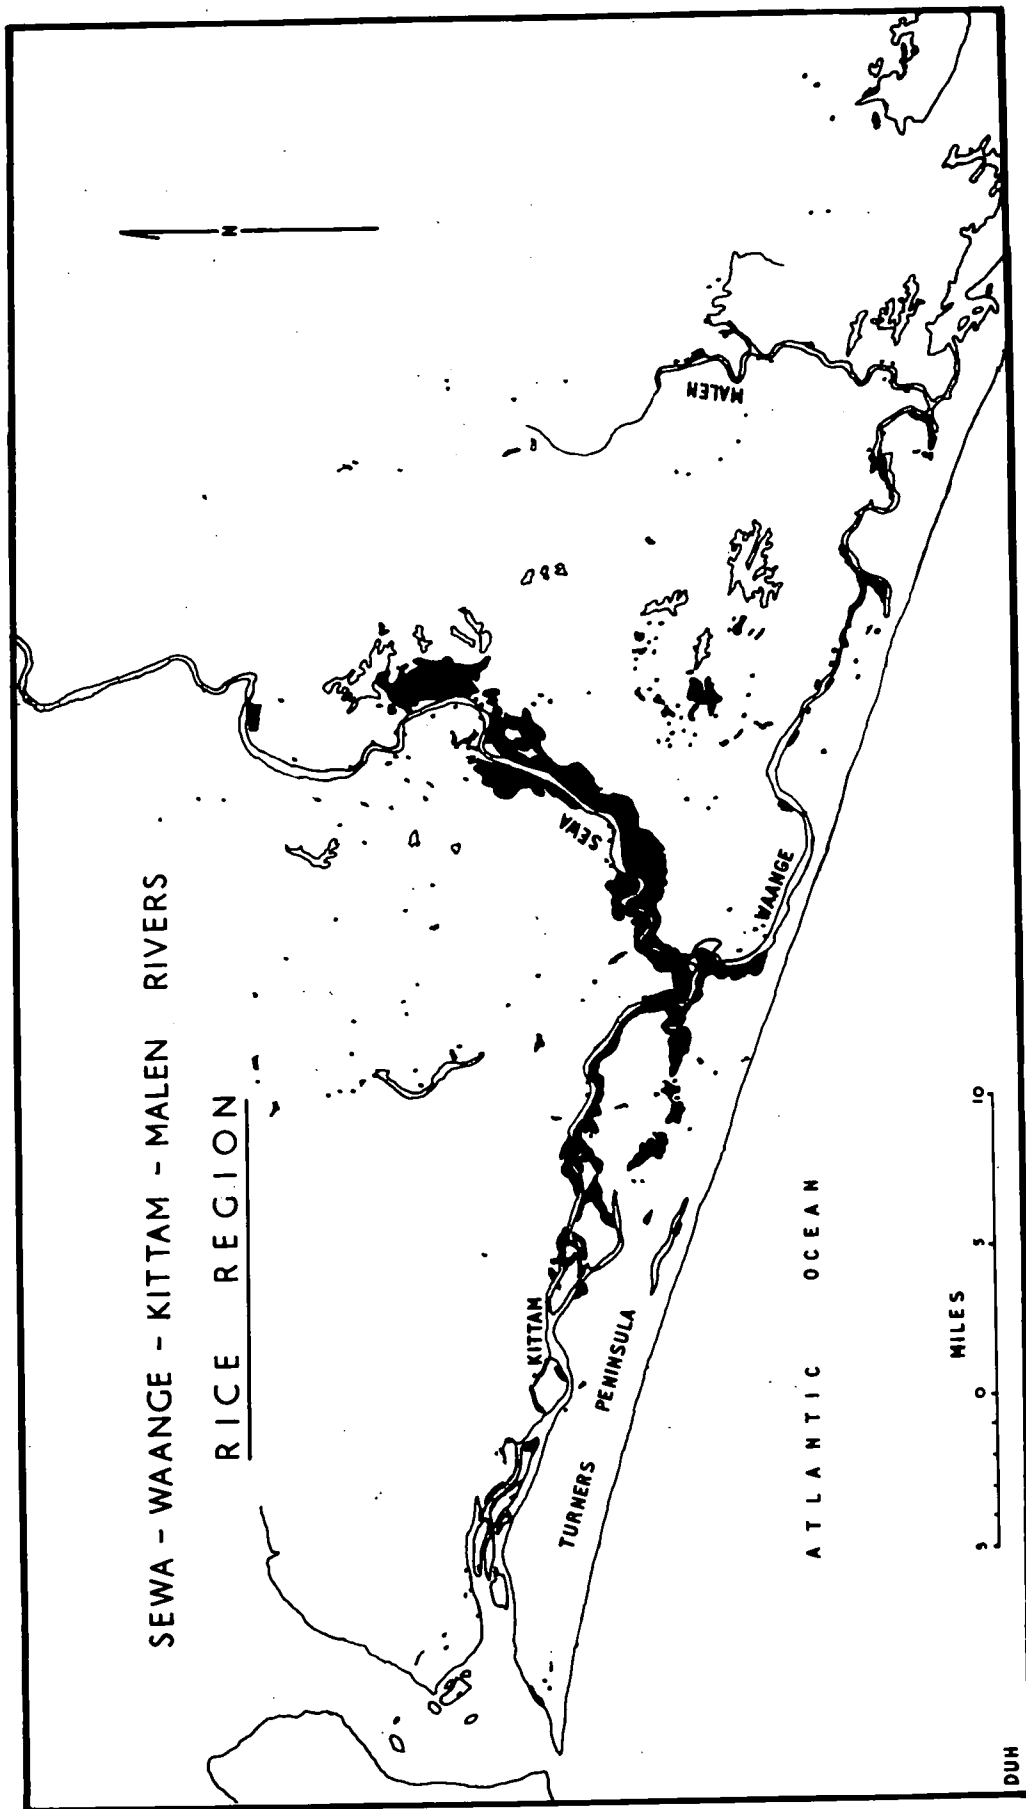 SEWA - WAANGE - KITTAM - MALEN RIVERS
RICE REGION
N
MALEN
SEWA
WAANGE
KITTAM
TURNERS PENINSULA
ATLANTIC OCEAN
5 0 5 10
MILES
DUH